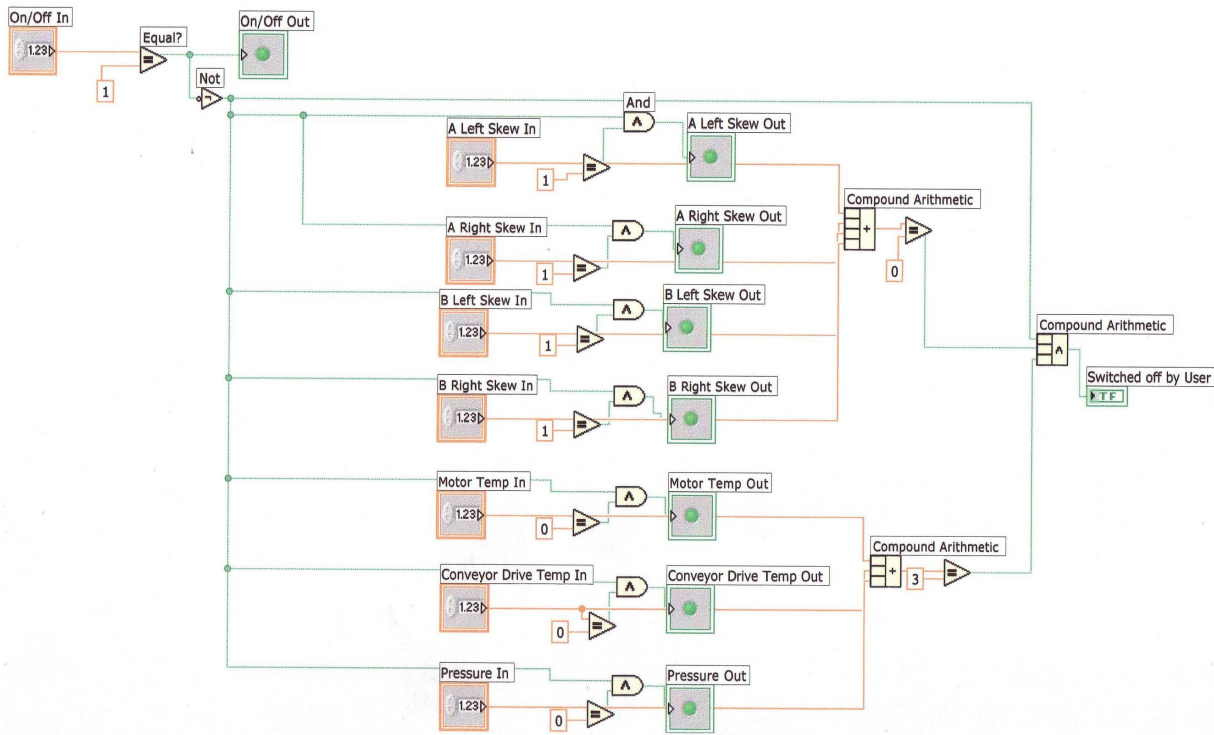 On/Off In
On/Off Out
Equal?
1.23
1
Not
And
A Left Skew In
A Left Skew Out
1.23
1
Compound Arithmetic
+
0
A Right Skew In
A Right Skew Out
1.23
1
B Left Skew In
B Left Skew Out
1.23
1
Compound Arithmetic
Switched off by User
TF
B Right Skew In
B Right Skew Out
1.23
1
Motor Temp In
Motor Temp Out
1.23
0
Compound Arithmetic
+
3
Conveyor Drive Temp In
Conveyor Drive Temp Out
1.23
0
Pressure In
Pressure Out
1.23
0